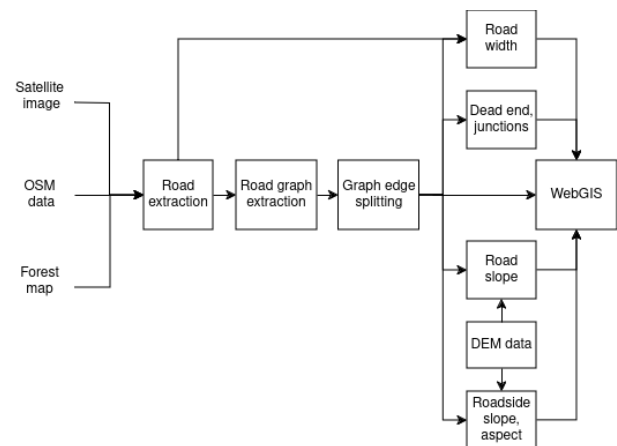 Satellite
image
OSM
data
Forest
map
Road
extraction
Road graph
extraction
Graph edge
splitting
Road
width
Dead end,
junctions
WebGIS
Road
slope
DEM data
Roadside
slope,
aspect